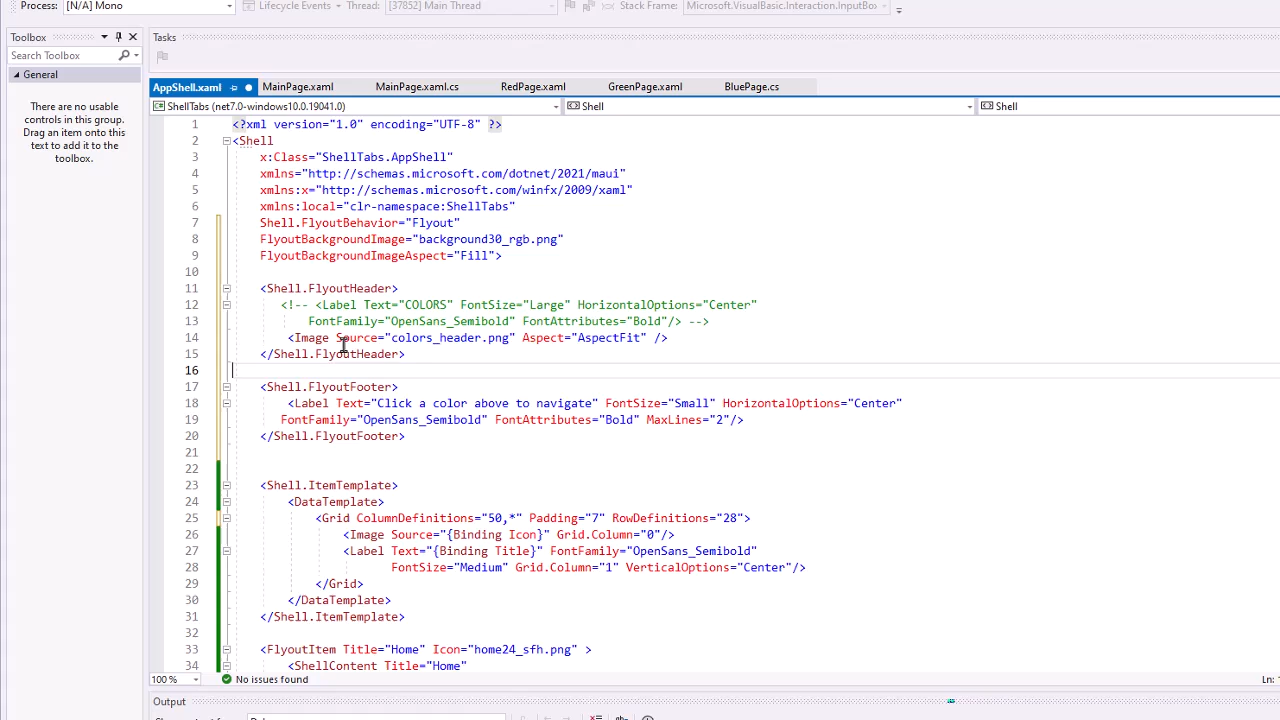 Process: [N/A] Mono Lifecycle Events Thread: [37852] Main Thread Stack Frame: Microsoft.VisualBasic.Interaction.InputBox
Toolbox
Tasks
Search Toolbox
General
There are no usable
controls in this group.
Drag an item onto this
text to add it to the
toolbox.
AppShell.xaml MainPage.xaml MainPage.xaml.cs RedPage.xaml GreenPage.xaml BluePage.cs
ShellTabs (net7.0-windows10.0.19041.0) Shell Shell
1 <?xml version="1.0" encoding="UTF-8" ?>
2 <Shell
3 x:Class="ShellTabs.AppShell"
4 xmlns="http://schemas.microsoft.com/dotnet/2021/maui"
5 xmlns:x="http://schemas.microsoft.com/winfx/2009/xaml"
6 xmlns:local="clr-namespace:ShellTabs"
7 Shell.FlyoutBehavior="Flyout"
8 FlyoutBackgroundImage="background30_rgb.png"
9 FlyoutBackgroundImageAspect="Fill">
10
11 <Shell.FlyoutHeader>
12 <!-- <Label Text="COLORS" FontSize="Large" HorizontalOptions="Center"
13 FontFamily="OpenSans_Semibold" FontAttributes="Bold"/> -->
14 <Image Source="colors_header.png" Aspect="AspectFit" />
15 </Shell.FlyoutHeader>
16
17 <Shell.FlyoutFooter>
18 <Label Text="Click a color above to navigate" FontSize="Small" HorizontalOptions="Center"
19 FontFamily="OpenSans_Semibold" FontAttributes="Bold" MaxLines="2"/>
20 </Shell.FlyoutFooter>
21
22
23 <Shell.ItemTemplate>
24 <DataTemplate>
25 <Grid ColumnDefinitions="50,*" Padding="7" RowDefinitions="28">
26 <Image Source="{Binding Icon}" Grid.Column="0"/>
27 <Label Text="{Binding Title}" FontFamily="OpenSans_Semibold"
28 FontSize="Medium" Grid.Column="1" VerticalOptions="Center"/>
29 </Grid>
30 </DataTemplate>
31 </Shell.ItemTemplate>
32
33 <FlyoutItem Title="Home" Icon="home24_sfh.png" >
34 <ShellContent Title="Home"
100 % No issues found Ln:
Output